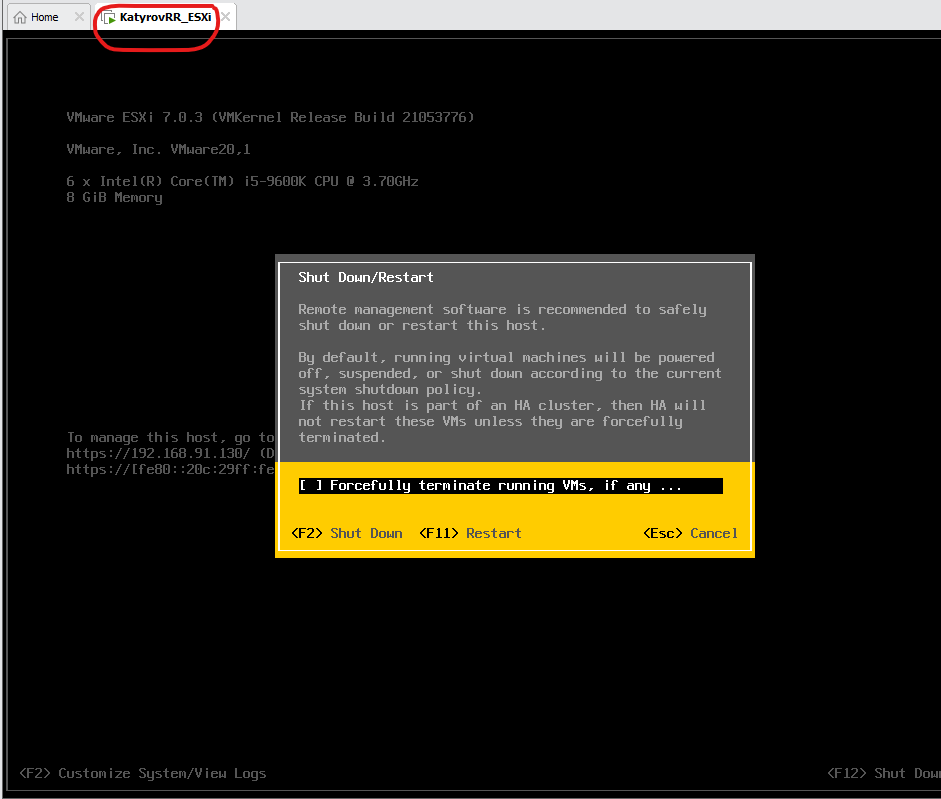 Home
KatyrovRR_ESXi
VMware ESXi 7.0.3 (VMKernel Release Build 21053776)
VMware, Inc. VMware20,1
6 x Intel(R) Core(TM) i5-9600K CPU @ 3.70GHz
8 GiB Memory
Shut Down/Restart
Remote management software is recommended to safely
shut down or restart this host.
By default, running virtual machines will be powered
off, suspended, or shut down according to the current
system shutdown policy.
If this host is part of an HA cluster, then HA will
not restart these VMs unless they are forcefully
terminated.
To manage this host, go to
https://192.168.91.130/ (D
https://[fe80::20c:29ff:fe
[ ] Forcefully terminate running VMs, if any ...
<F2> Shut Down <F11> Restart <Esc> Cancel
<F2> Customize System/View Logs <F12> Shut Down